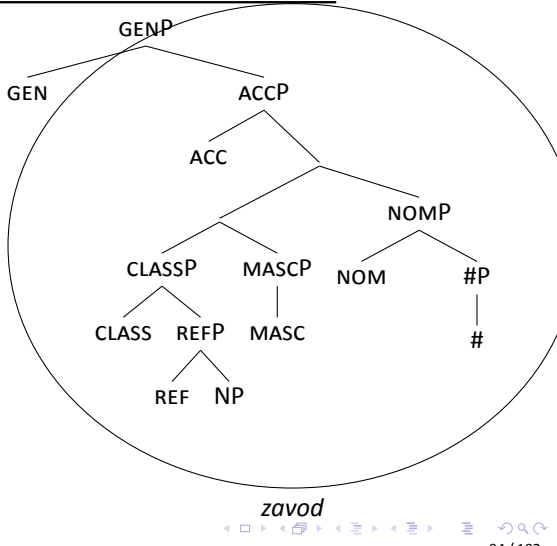 GENP
GEN ACCP
ACC
NOMP
CLASSP MASCP NOM #P
CLASS REFP MASC #
REF NP
zavod